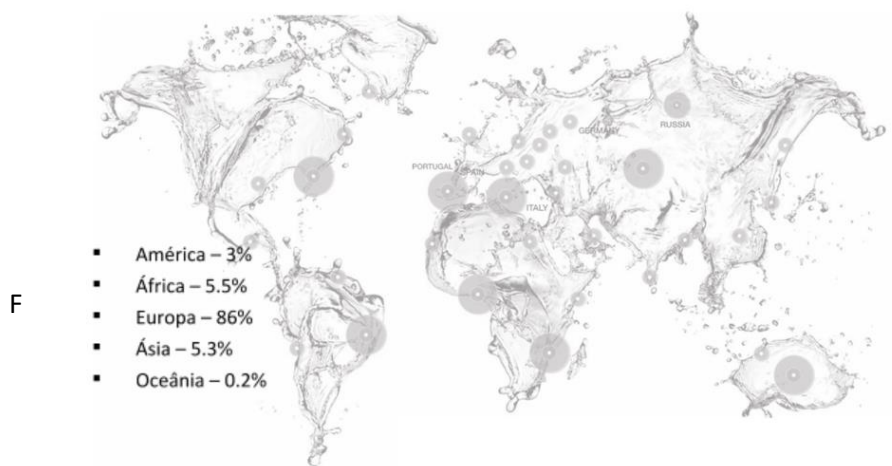 GERMANY
RUSSIA
PORTUGAL
SPAIN
ITALY
▪ América – 3%
▪ África – 5.5%
▪ Europa – 86%
▪ Ásia – 5.3%
▪ Oceânia – 0.2%
F